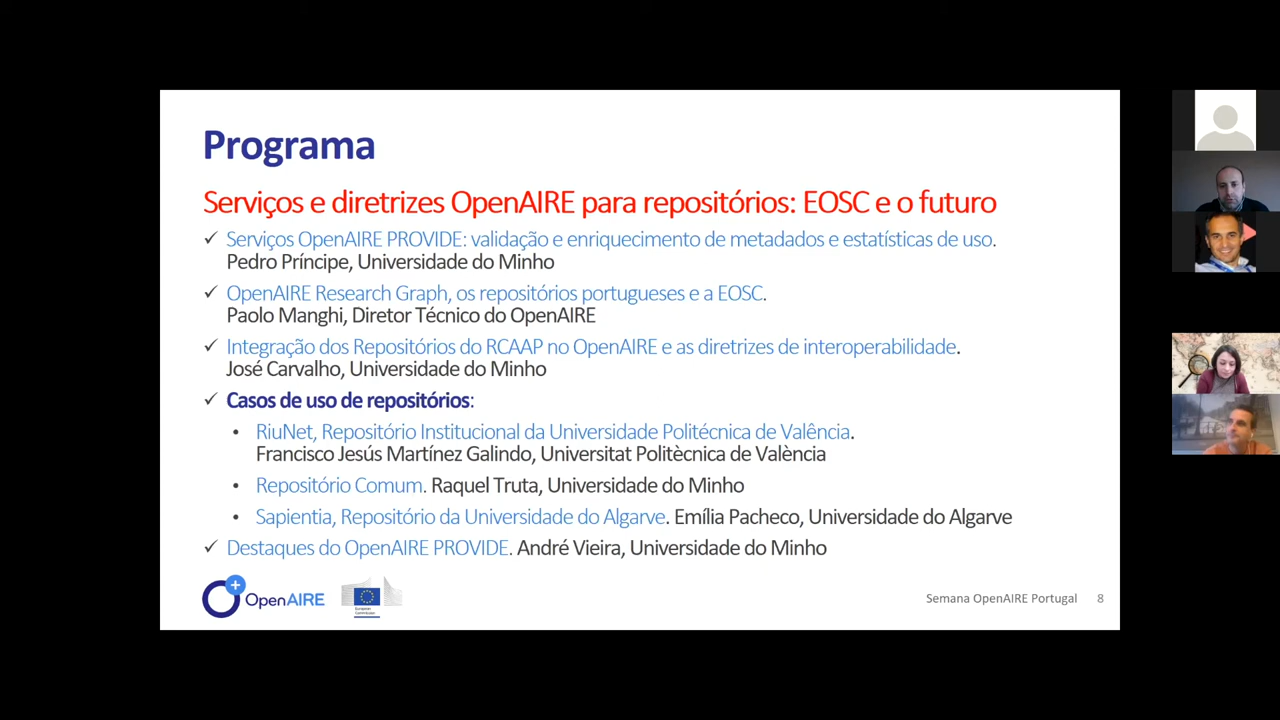 Programa
Serviços e diretrizes OpenAIRE para repositórios: EOSC e o futuro
✓ Serviços OpenAIRE PROVIDE: validação e enriquecimento de metadados e estatísticas de uso.
Pedro Príncipe, Universidade do Minho
✓ OpenAIRE Research Graph, os repositórios portugueses e a EOSC.
Paolo Manghi, Diretor Técnico do OpenAIRE
✓ Integração dos Repositórios do RCAAP no OpenAIRE e as diretrizes de interoperabilidade.
José Carvalho, Universidade do Minho
✓ Casos de uso de repositórios:
• RiuNet, Repositório Institucional da Universidade Politécnica de Valência.
Francisco Jesús Martínez Galindo, Universitat Politècnica de València
• Repositório Comum. Raquel Truta, Universidade do Minho
• Sapientia, Repositório da Universidade do Algarve. Emília Pacheco, Universidade do Algarve
✓ Destaques do OpenAIRE PROVIDE. André Vieira, Universidade do Minho
OpenAIRE
European
Commission
Semana OpenAIRE Portugal 8